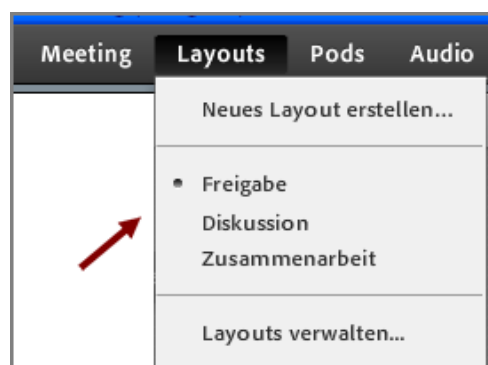 Meeting Layouts Pods Audio
Neues Layout erstellen...
Freigabe
Diskussion
Zusammenarbeit
Layouts verwalten...